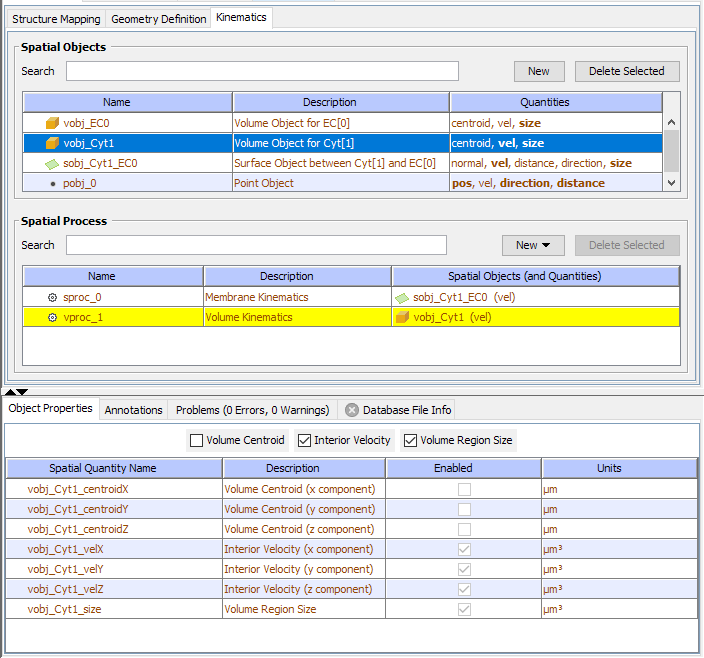 Structure Mapping Geometry Definition Kinematics
Spatial Objects
Search New Delete Selected
Name Description Quantities
vobj_EC0 Volume Object for EC[0] centroid, vel, size
vobj_Cyt1 Volume Object for Cyt[1] centroid, vel, size
sobj_Cyt1_EC0 Surface Object between Cyt[1] and EC[0] normal, vel, distance, direction, size
pobj_0 Point Object pos, vel, direction, distance
Spatial Process
Search New Delete Selected
Name Description Spatial Objects (and Quantities)
sproc_0 Membrane Kinematics sobj_Cyt1_EC0 (vel)
vproc_1 Volume Kinematics vobj_Cyt1 (vel)
Object Properties Annotations Problems (0 Errors, 0 Warnings) Database File Info
Volume Centroid Interior Velocity Volume Region Size
Spatial Quantity Name Description Enabled Units
vobj_Cyt1_centroidX Volume Centroid (x component) µm
vobj_Cyt1_centroidY Volume Centroid (y component) µm
vobj_Cyt1_centroidZ Volume Centroid (z component) µm
vobj_Cyt1_velX Interior Velocity (x component) µm³
vobj_Cyt1_velY Interior Velocity (y component) µm³
vobj_Cyt1_velZ Interior Velocity (z component) µm³
vobj_Cyt1_size Volume Region Size µm³